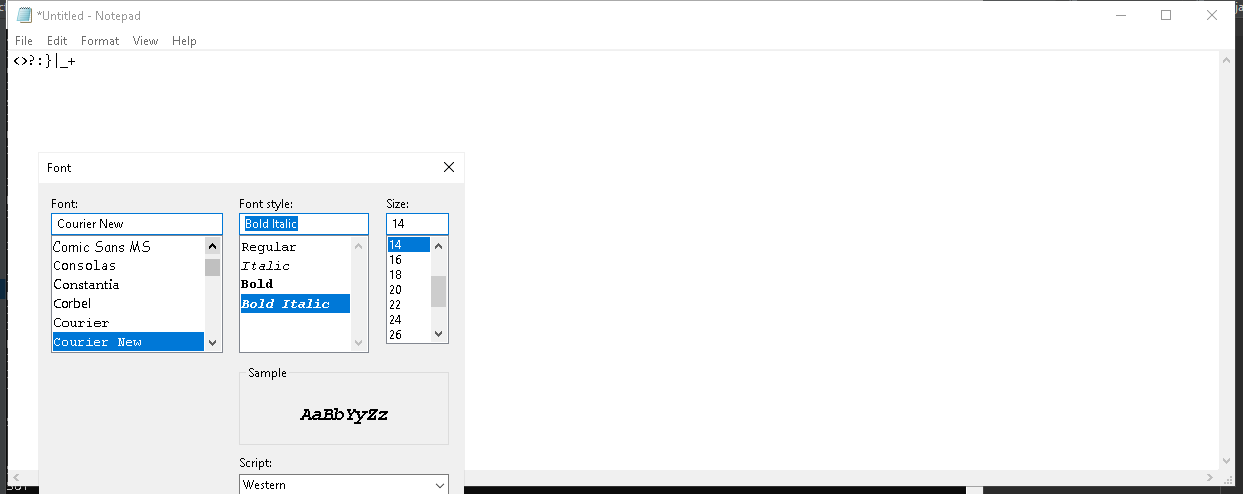 *Untitled - Notepad
File Edit Format View Help
<>?:}|_+
Font
Font: Font style: Size:
Courier New Bold Italic 14
Comic Sans MS
Consolas
Constantia
Corbel
Courier
Courier New
Regular
Italic
Bold
Bold Italic
14
16
18
20
22
24
26
Sample
AaBbYyZz
Script:
Western